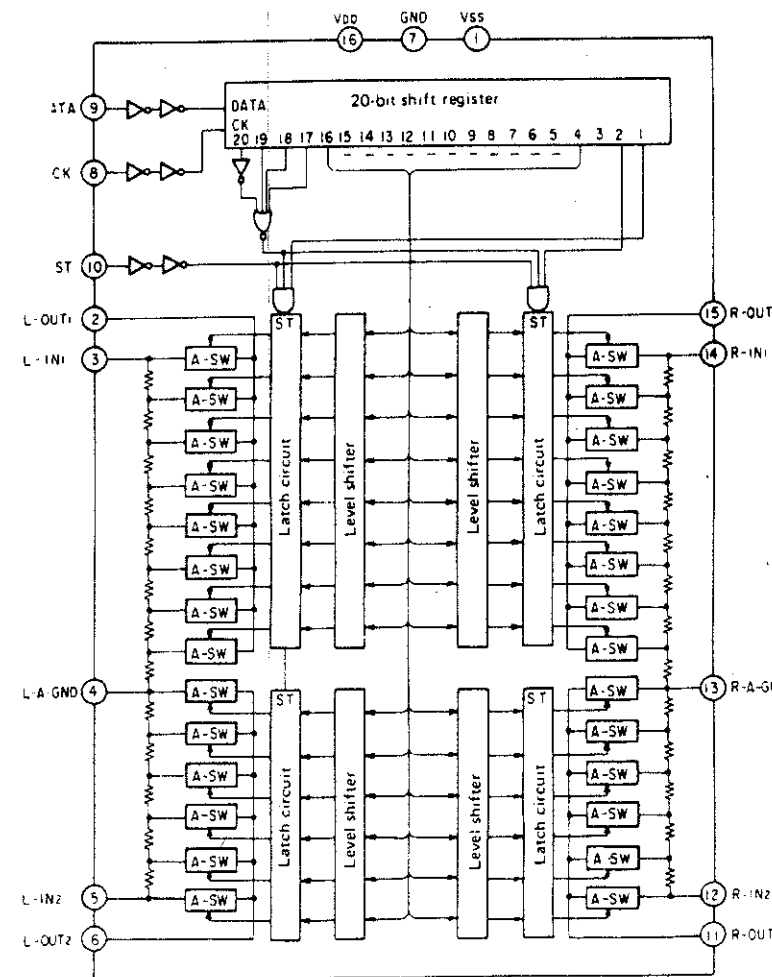 VDD GND VSS
16 7 1
ATA 9
DATA 20-bit shift register
CK
20 19 18 17 16 15 14 13 12 11 10 9 8 7 6 5 4 3 2 1
CK 8
ST 10
L-OUT1 2
ST ST
15 R-OUT
L-IN1 3
14 R-IN1
A-SW A-SW
A-SW A-SW
A-SW A-SW
A-SW A-SW
A-SW A-SW
A-SW A-SW
A-SW A-SW
A-SW A-SW
Latch circuit Level shifter Level shifter Latch circuit
L-A-GND 4
13 R-A-G
A-SW A-SW
ST ST
A-SW A-SW
A-SW A-SW
A-SW A-SW
A-SW A-SW
A-SW A-SW
Latch circuit Level shifter Level shifter Latch circuit
L-IN2 5
12 R-IN2
L-OUT2 6
11 R-OUT